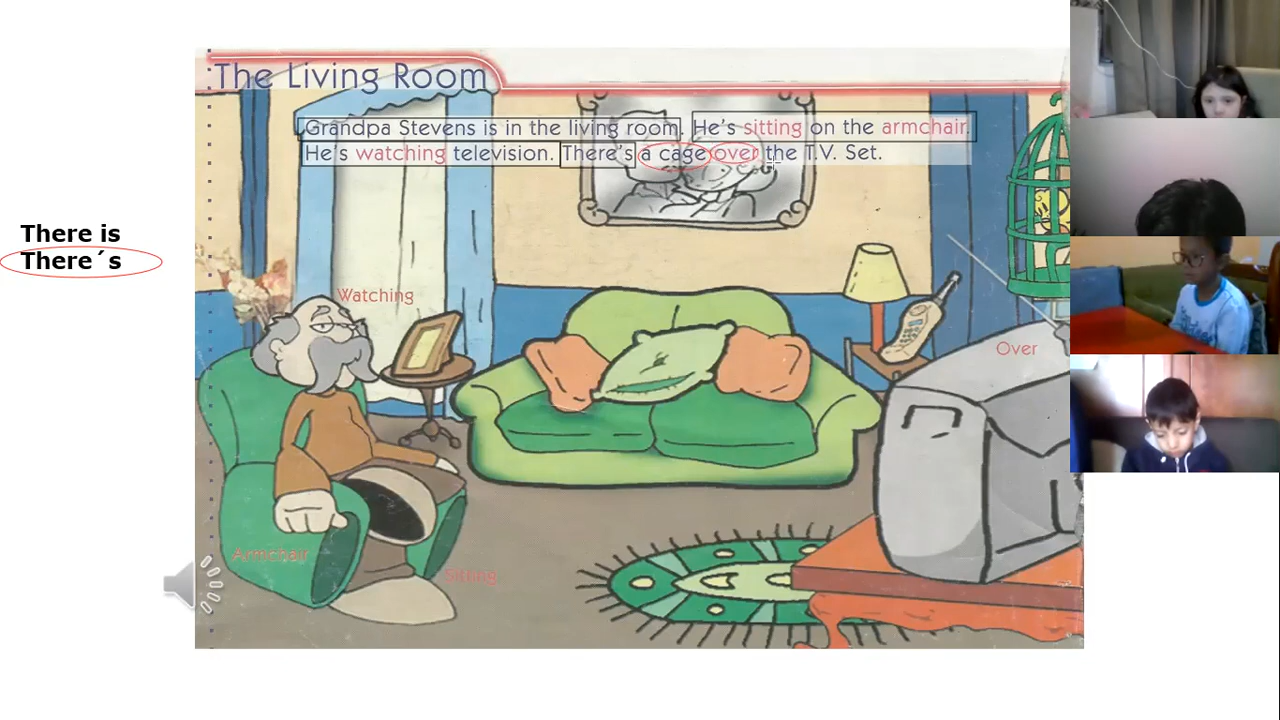 The Living Room
Grandpa Stevens is in the living room. He's sitting on the armchair.
He's watching television. There's a cage over the T.V. Set.
There is
There´s
Watching
Over
Armchair
Sitting